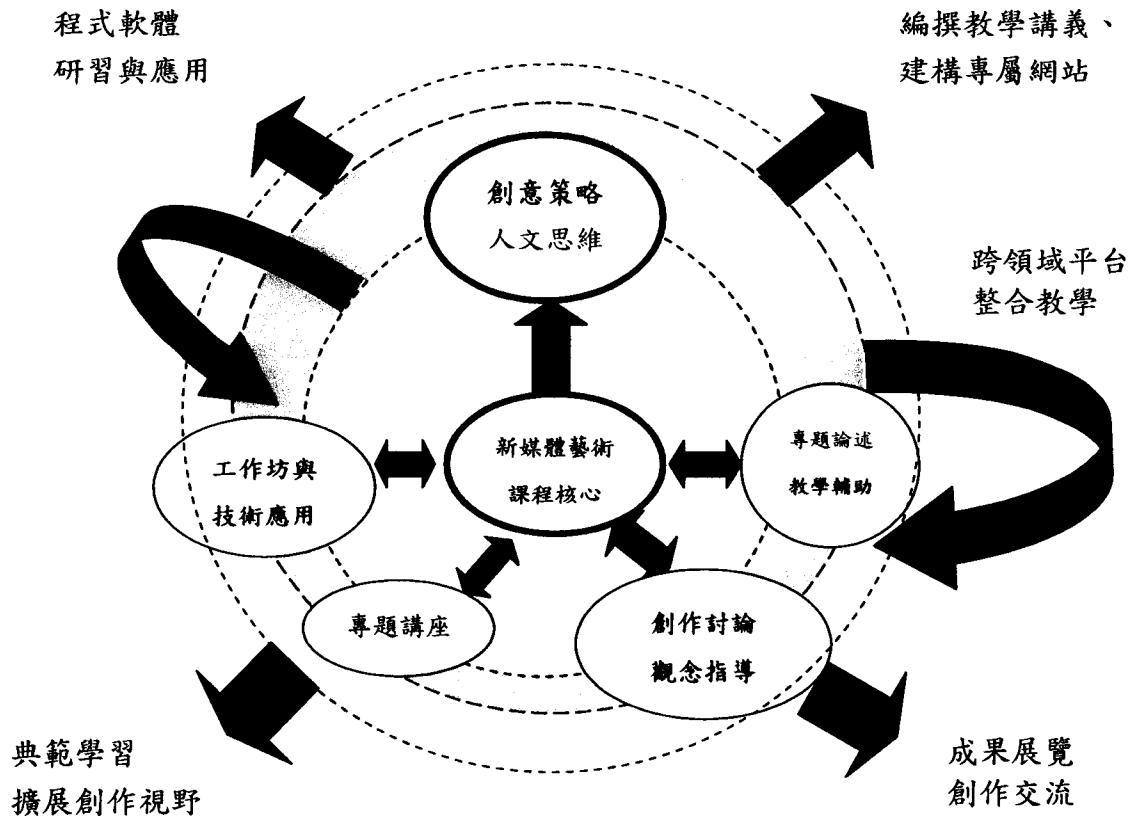 程式軟體
研習與應用
編撰教學講義、
建構專屬網站
創意策略
人文思維
跨領域平台
整合教學
新媒體藝術
課程核心
專題論述
教學輔助
工作坊與
技術應用
專題講座
創作討論
觀念指導
典範學習
擴展創作視野
成果展覽
創作交流